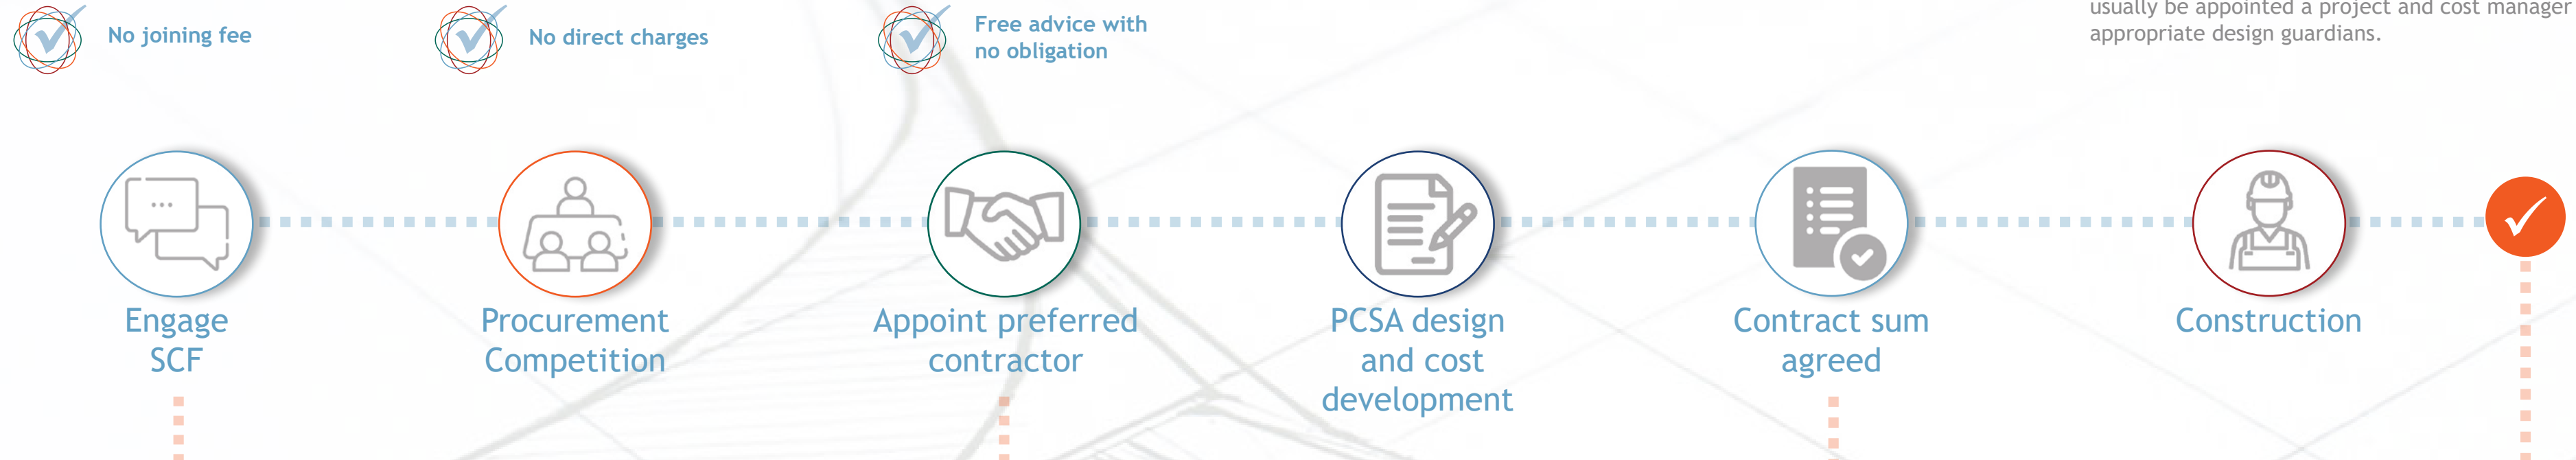 No joining fee
No direct charges
Free advice with
no obligation
usually be appointed a project and cost manager
appropriate design guardians.
Engage
SCF
Procurement
Competition
Appoint preferred
contractor
PCSA design
and cost
development
Contract sum
agreed
Construction